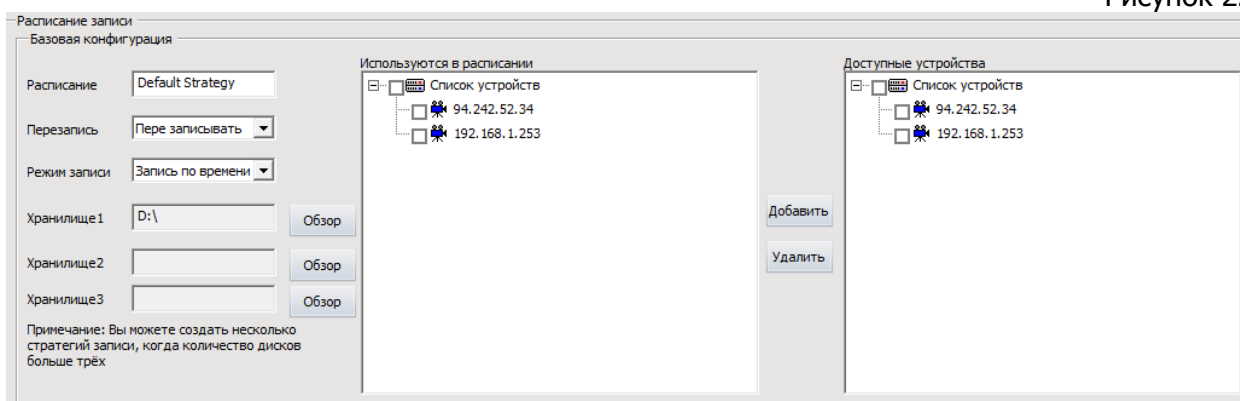 Рисунок 2
Расписание записи
Базовая конфигурация
Расписание
Default Strategy
Перезапись
Пере записывать
Режим записи
Запись по времени
Хранилище1
D:\
Обзор
Хранилище2
Обзор
Хранилище3
Обзор
Примечание: Вы можете создать несколько
стратегий записи, когда количество дисков
больше трёх
Используются в расписании
Список устройств
94.242.52.34
192.168.1.253
Добавить
Удалить
Доступные устройства
Список устройств
94.242.52.34
192.168.1.253